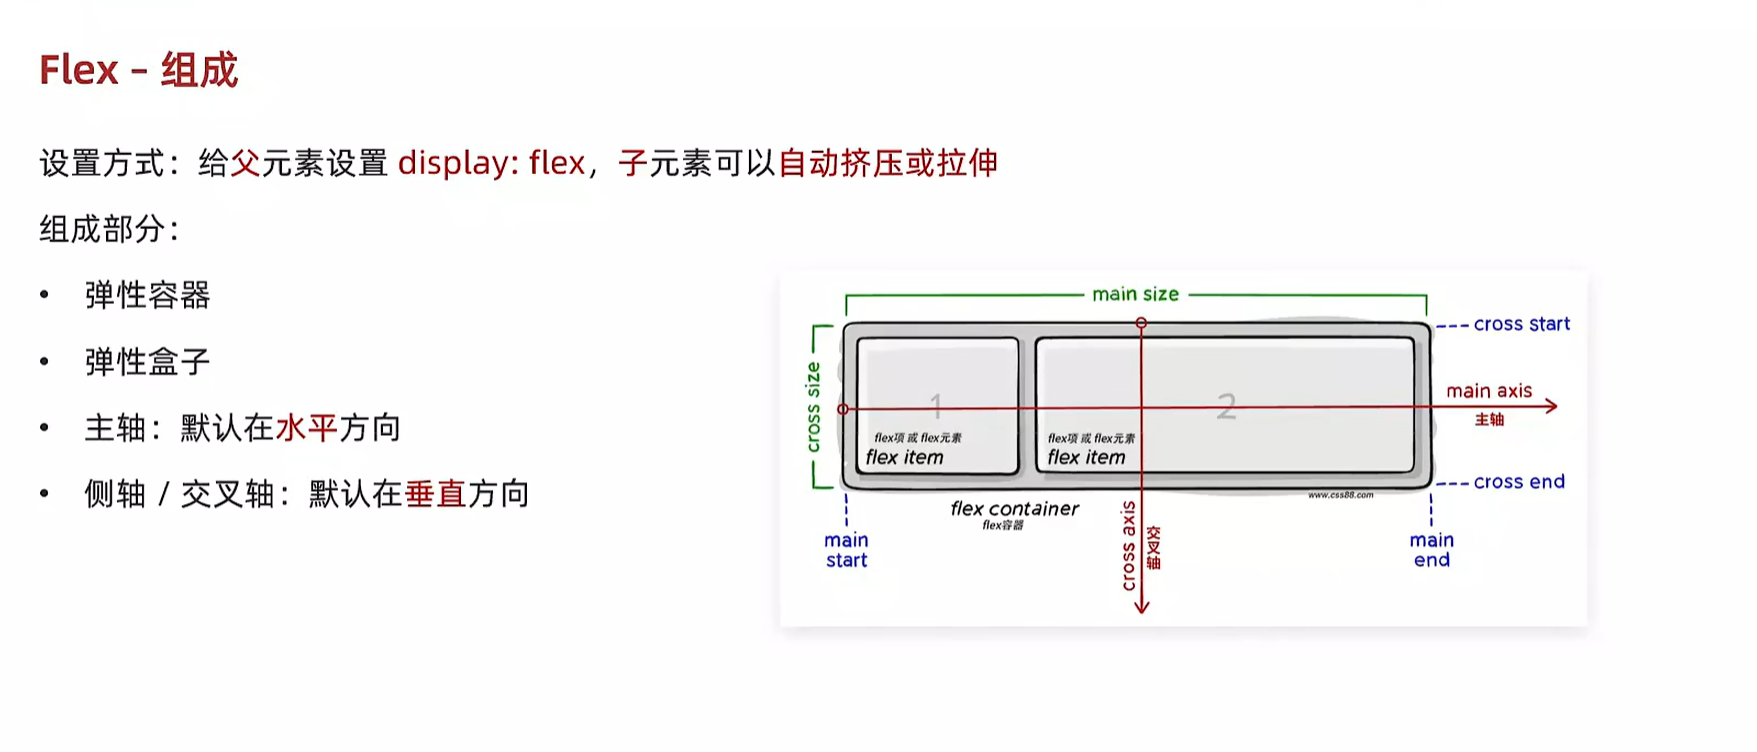 Flex – 组成
设置方式：给父元素设置 display: flex，子元素可以自动挤压或拉伸
组成部分：
• 弹性容器
• 弹性盒子
• 主轴：默认在水平方向
• 侧轴 / 交叉轴：默认在垂直方向
main size
cross start
cross size
1
2
main axis
主轴
flex项 或 flex元素
flex item
flex项 或 flex元素
flex item
cross end
www.css88.com
flex container
flex容器
cross axis
交叉轴
main
start
main
end